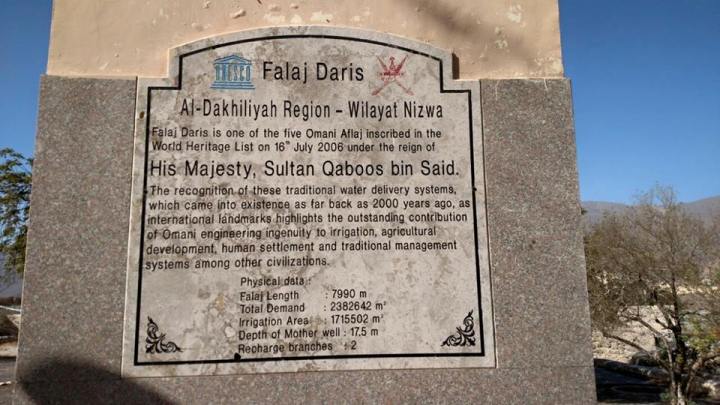 UNESCO
Falaj Daris
Al-Dakhiliyah Region – Wilayat Nizwa
Falaj Daris is one of the five Omani Aflaj inscribed in the
World Heritage List on 16th July 2006 under the reign of
His Majesty, Sultan Qaboos bin Said.
The recognition of these traditional water delivery systems,
which came into existence as far back as 2000 years ago, as
international landmarks highlights the outstanding contribution
of Omani engineering ingenuity to irrigation, agricultural
development, human settlement and traditional management
systems among other civilizations.
Physical data :
Falaj Length : 7990 m
Total Demand : 2382642 m²
Irrigation Area : 1715502 m²
Depth of Mother well : 17.5 m
Recharge branches : 2